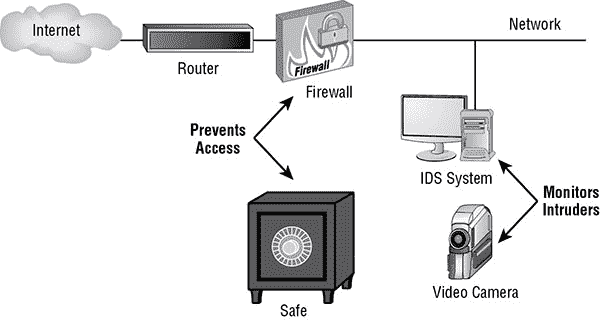 Internet
Network
Router
Firewall
Firewall
Prevents
Access
IDS System
Monitors
Intruders
Safe
Video Camera